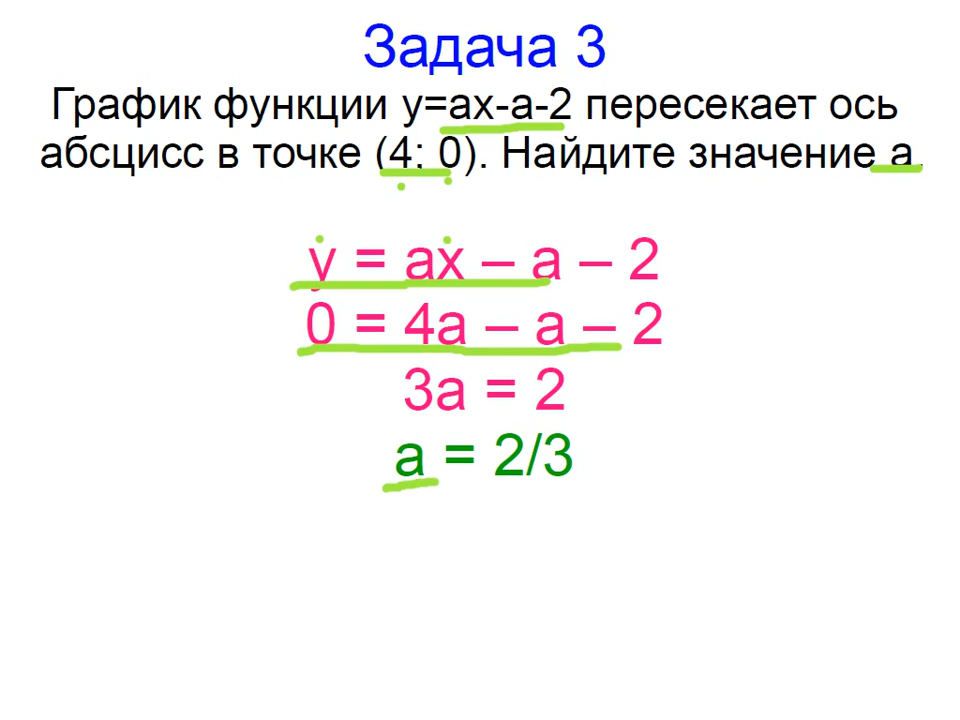 Задача 3
График функции y=ax-a-2 пересекает ось
абсцисс в точке (4; 0). Найдите значение a.
y = ax – a – 2
0 = 4a – a – 2
3a = 2
a = 2/3